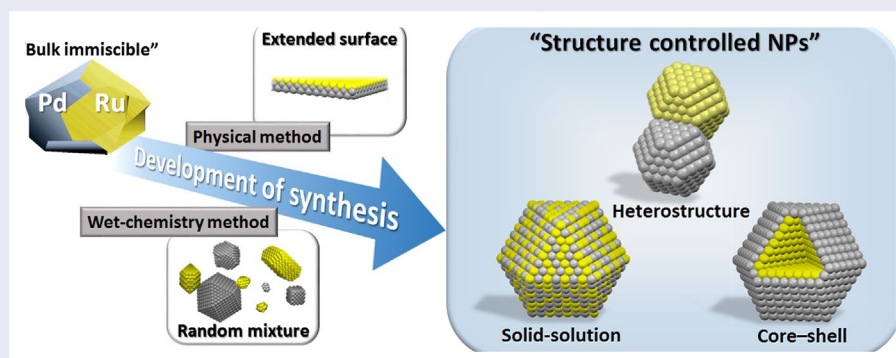 Bulk immiscible”
Pd Ru
Extended surface
Physical method
Development of synthesis
Wet-chemistry method
Random mixture
“Structure controlled NPs”
Heterostructure
Solid-solution
Core–shell